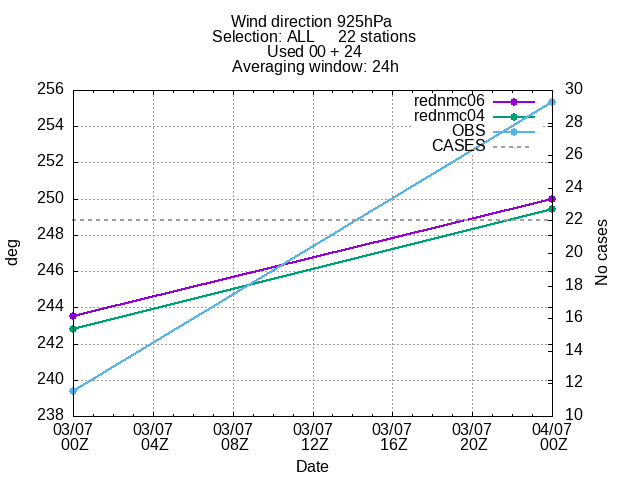 Wind direction 925hPa
Selection: ALL 22 stations
Used 00 + 24
Averaging window: 24h
rednmc06
rednmc04
OBS
CASES
256
254
252
250
248
246
244
242
240
238
deg
30
28
26
24
22
20
18
16
14
12
10
No cases
03/07 03/07 03/07 03/07 03/07 03/07 04/07
00Z 04Z 08Z 12Z 16Z 20Z 00Z
Date